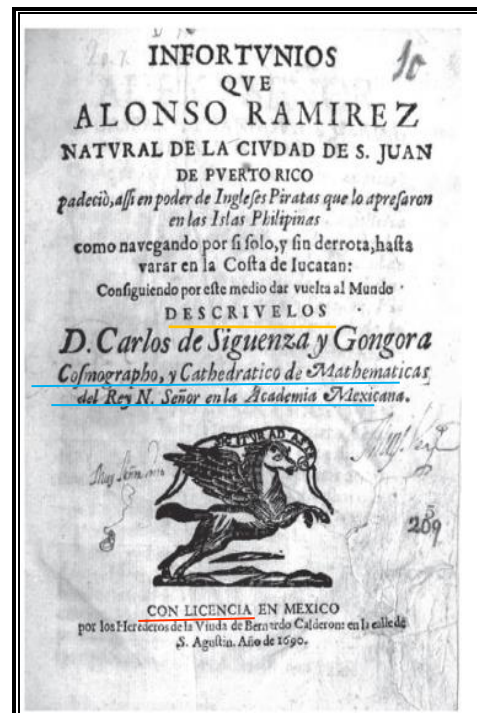 10
INFORTVNIOS
QVE
ALONSO RAMIREZ
NATVRAL DE LA CIVDAD DE S. JUAN
DE PVERTO RICO
padeciò, aſſi en poder de Ingleſes Piratas que lo apreſaron
en las Islas Philipinas
como navegando por ſi ſolo, y ſin derrota, haſta
varar en la Coſta de Iucatan:
Conſiguiendo por eſte medio dar vuelta al Mundo
DESCRIVELOS
D. Carlos de Siguenza y Gongora
Coſmographo, y Cathedratico de Mathematicas,
del Rey N. Señor en la Academia Mexicana.
269
CON LICENCIA EN MEXICO
por los Herederos de la Viuda de Bernardo Calderon: en la calle de
S. Aguſtin. Año de 1690.